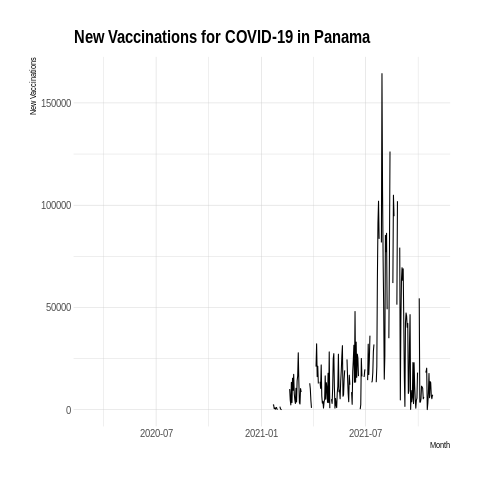 New Vaccinations for COVID-19 in Panama
New Vaccinations
150000
100000
50000
0
2020-07 2021-01 2021-07
Month